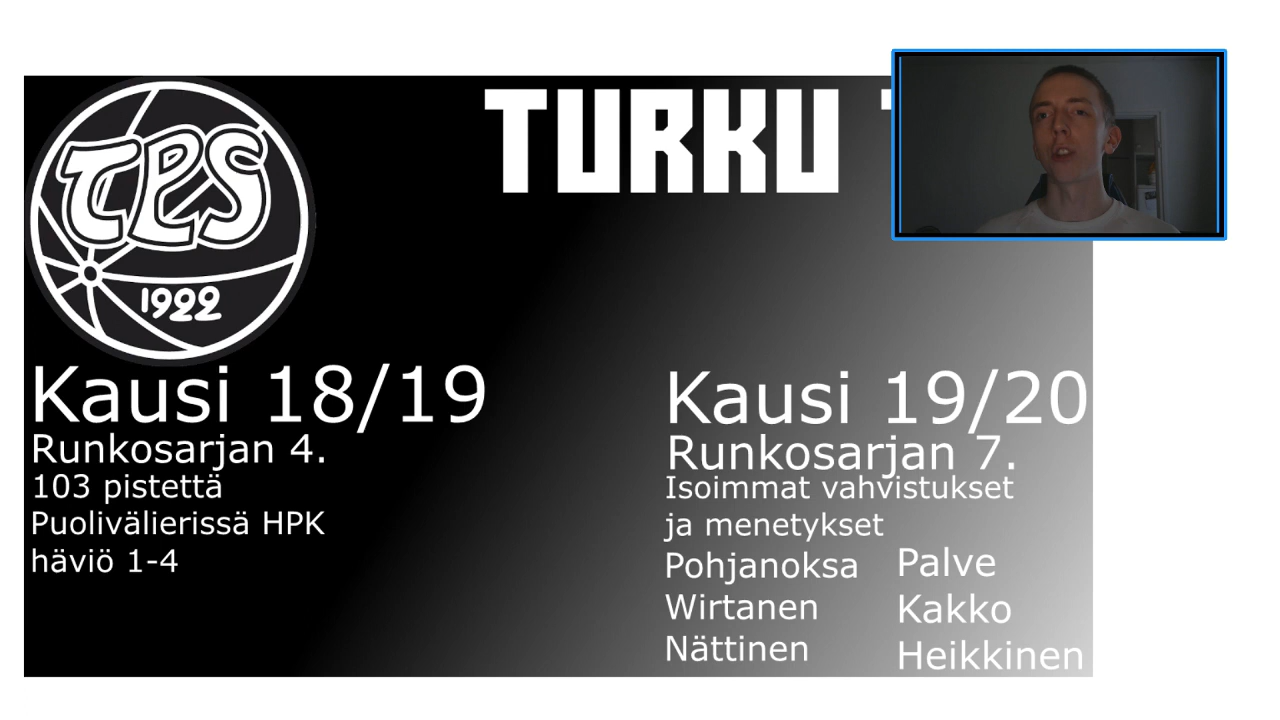 TPS
1922
TURKU
Kausi 18/19
Runkosarjan 4.
103 pistettä
Puolivälierissä HPK
häviö 1-4
Kausi 19/20
Runkosarjan 7.
Isoimmat vahvistukset
ja menetykset
Pohjanoksa
Wirtanen
Nättinen
Palve
Kakko
Heikkinen